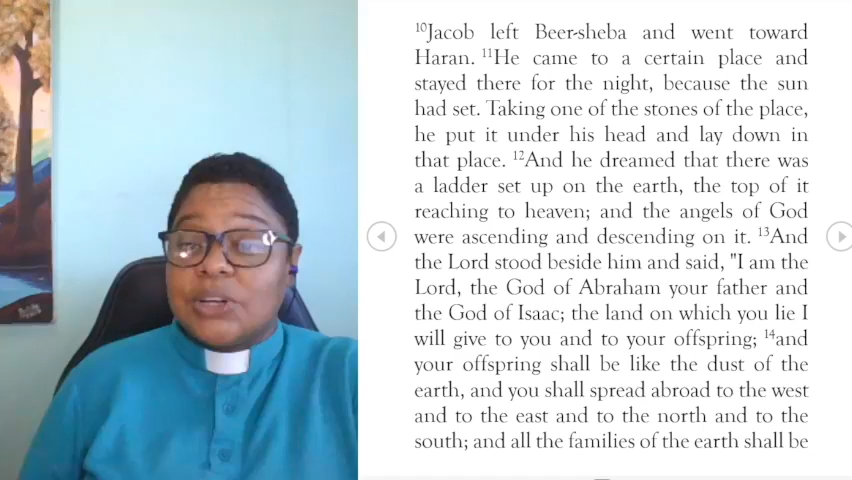 ¹⁰Jacob left Beer-sheba and went toward
Haran. ¹¹He came to a certain place and
stayed there for the night, because the sun
had set. Taking one of the stones of the place,
he put it under his head and lay down in
that place. ¹²And he dreamed that there was
a ladder set up on the earth, the top of it
reaching to heaven; and the angels of God
were ascending and descending on it. ¹³And
the Lord stood beside him and said, "I am the
Lord, the God of Abraham your father and
the God of Isaac; the land on which you lie I
will give to you and to your offspring; ¹⁴and
your offspring shall be like the dust of the
earth, and you shall spread abroad to the west
and to the east and to the north and to the
south; and all the families of the earth shall be